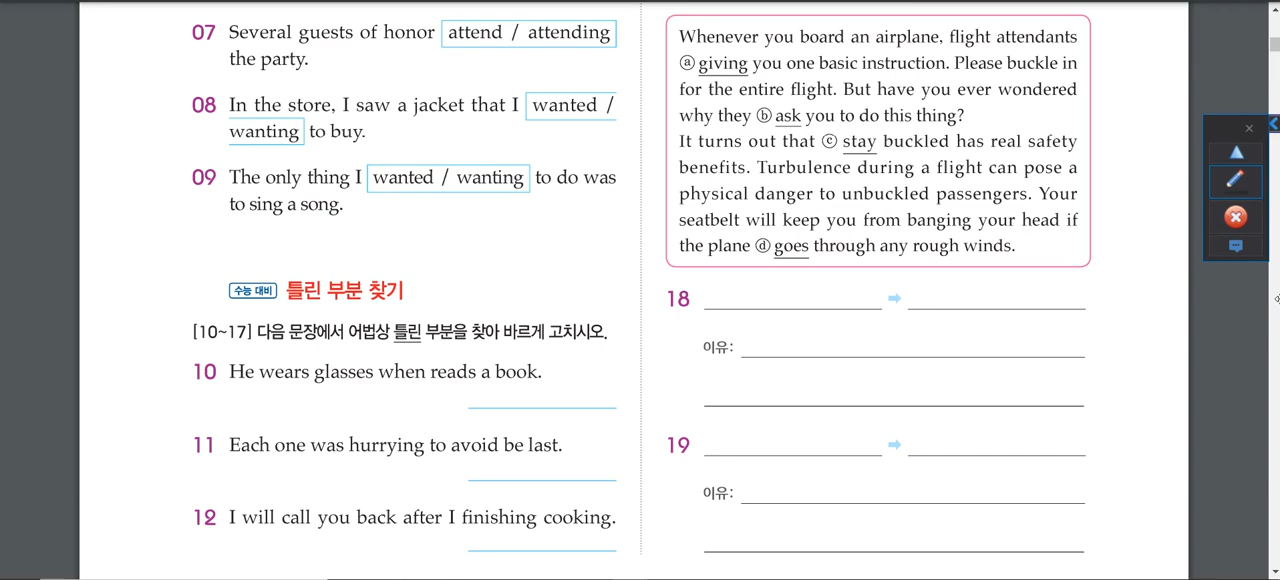 07 Several guests of honor attend / attending
the party.
08 In the store, I saw a jacket that I wanted /
wanting to buy.
09 The only thing I wanted / wanting to do was
to sing a song.
수능 대비 틀린 부분 찾기
[10~17] 다음 문장에서 어법상 틀린 부분을 찾아 바르게 고치시오.
10 He wears glasses when reads a book.
11 Each one was hurrying to avoid be last.
12 I will call you back after I finishing cooking.
Whenever you board an airplane, flight attendants
ⓐ giving you one basic instruction. Please buckle in
for the entire flight. But have you ever wondered
why they ⓑ ask you to do this thing?
It turns out that ⓒ stay buckled has real safety
benefits. Turbulence during a flight can pose a
physical danger to unbuckled passengers. Your
seatbelt will keep you from banging your head if
the plane ⓓ goes through any rough winds.
18 ➡
이유:
19 ➡
이유: